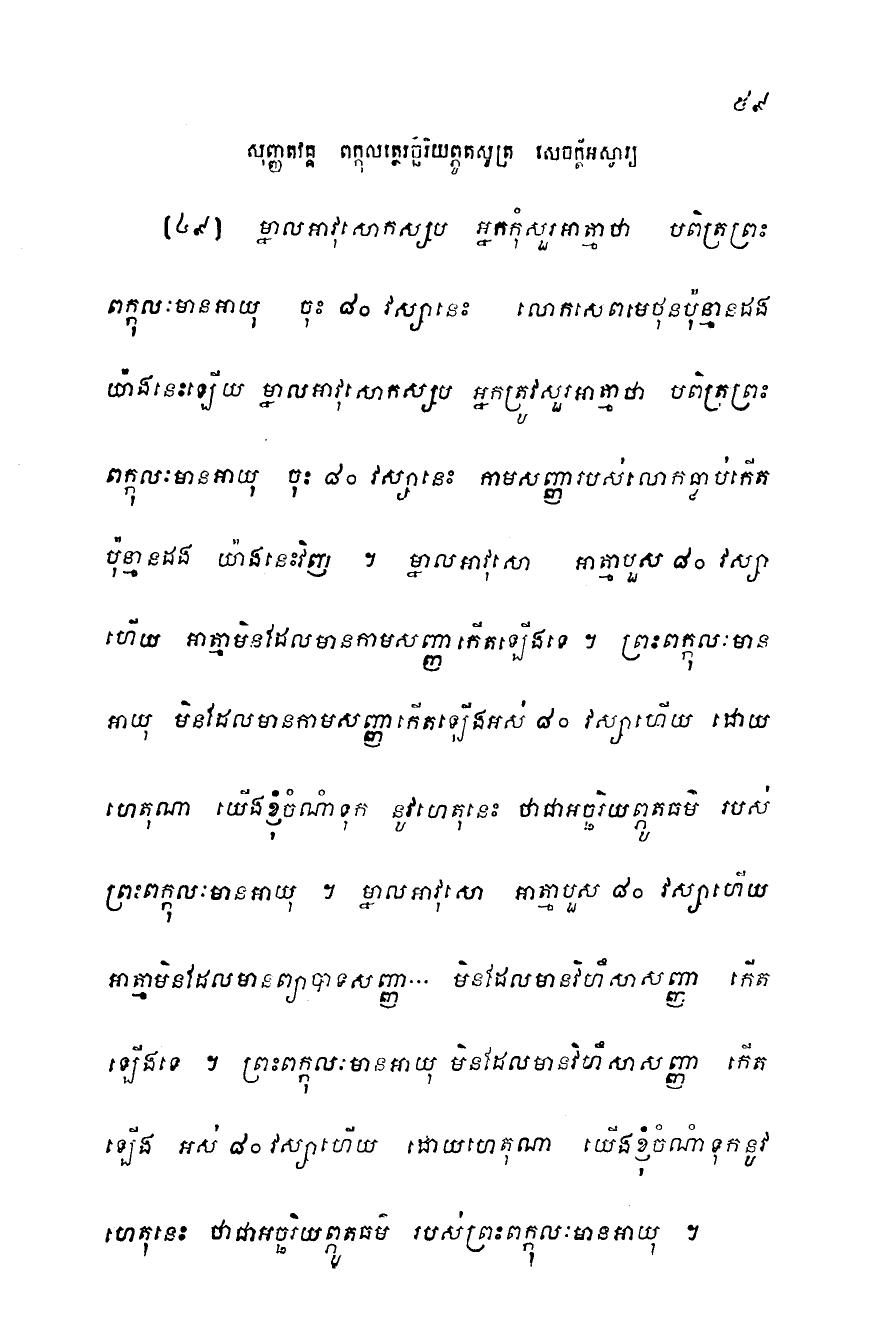 ៥៩
សុញ្ញតវគ្គ ពក្កុលត្ថេរច្ឆរិយព្ភូតសូត្រ សេចក្តីអស្ចារ្យ
(៤៩) ម្នាលអាវុសោកស្សប អ្នកកុំសួរអាត្មាថា បពិត្រព្រះ
ពក្កុលៈមានអាយុ ចុះ ៨០ វស្សានេះ លោកសេពមេថុនប៉ុន្មានដង
យ៉ាងនេះឡើយ ម្នាលអាវុសោកស្សប អ្នកត្រូវសួរអាត្មាថា បពិត្រព្រះ
ពក្កុលៈមានអាយុ ចុះ ៨០ វស្សានេះ កាមសញ្ញារបស់លោកធ្លាប់កើត
ប៉ុន្មានដង យ៉ាងនេះវិញ ។ ម្នាលអាវុសោ អាត្មាបួស ៨០ វស្សា
ហើយ អាត្មាមិនដែលមានកាមសញ្ញាកើតឡើងទេ ។ ព្រះពក្កុលៈមាន
អាយុ មិនដែលមានកាមសញ្ញាកើតឡើងអស់ ៨០ វស្សាហើយ ដោយ
ហេតុណា យើងខ្ញុំចំណាំទុក នូវហេតុនេះ ថាជាអច្ឆរិយព្ភូតធម៌ របស់
ព្រះពក្កុលៈមានអាយុ ។ ម្នាលអាវុសោ អាត្មាបួស ៨០ វស្សាហើយ
អាត្មាមិនដែលមានព្យាបាទសញ្ញា... មិនដែលមានវិហឹសាសញ្ញា កើត
ឡើងទេ ។ ព្រះពក្កុលៈមានអាយុ មិនដែលមានវិហឹសាសញ្ញា កើត
ឡើង អស់ ៨០ វស្សាហើយ ដោយហេតុណា យើងខ្ញុំចំណាំទុកនូវ
ហេតុនេះ ថាជាអច្ឆរិយព្ភូតធម៌ របស់ព្រះពក្កុលៈមានអាយុ ។